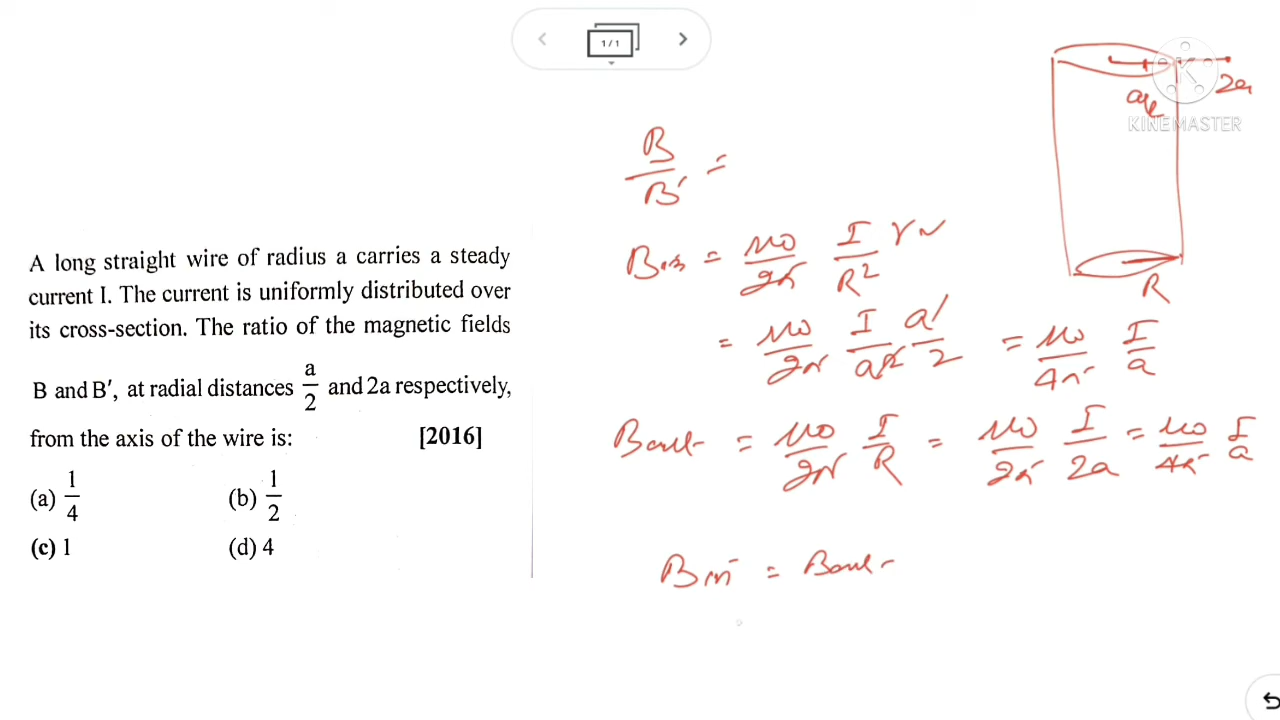 1/1
KINEMASTER
a/2
2a
R
B/B′ =
Bin = μ0/2π I/R² r
= μ0/2π I/a² a/2 = μ0/4π I/a
Bout = μ0/2π I/R = μ0/2π I/2a = μ0/4π I/a
Bin = Bout
A long straight wire of radius a carries a steady
current I. The current is uniformly distributed over
its cross-section. The ratio of the magnetic fields
B and B′, at radial distances a/2 and 2a respectively,
from the axis of the wire is: [2016]
(a) 1/4 (b) 1/2
(c) 1 (d) 4